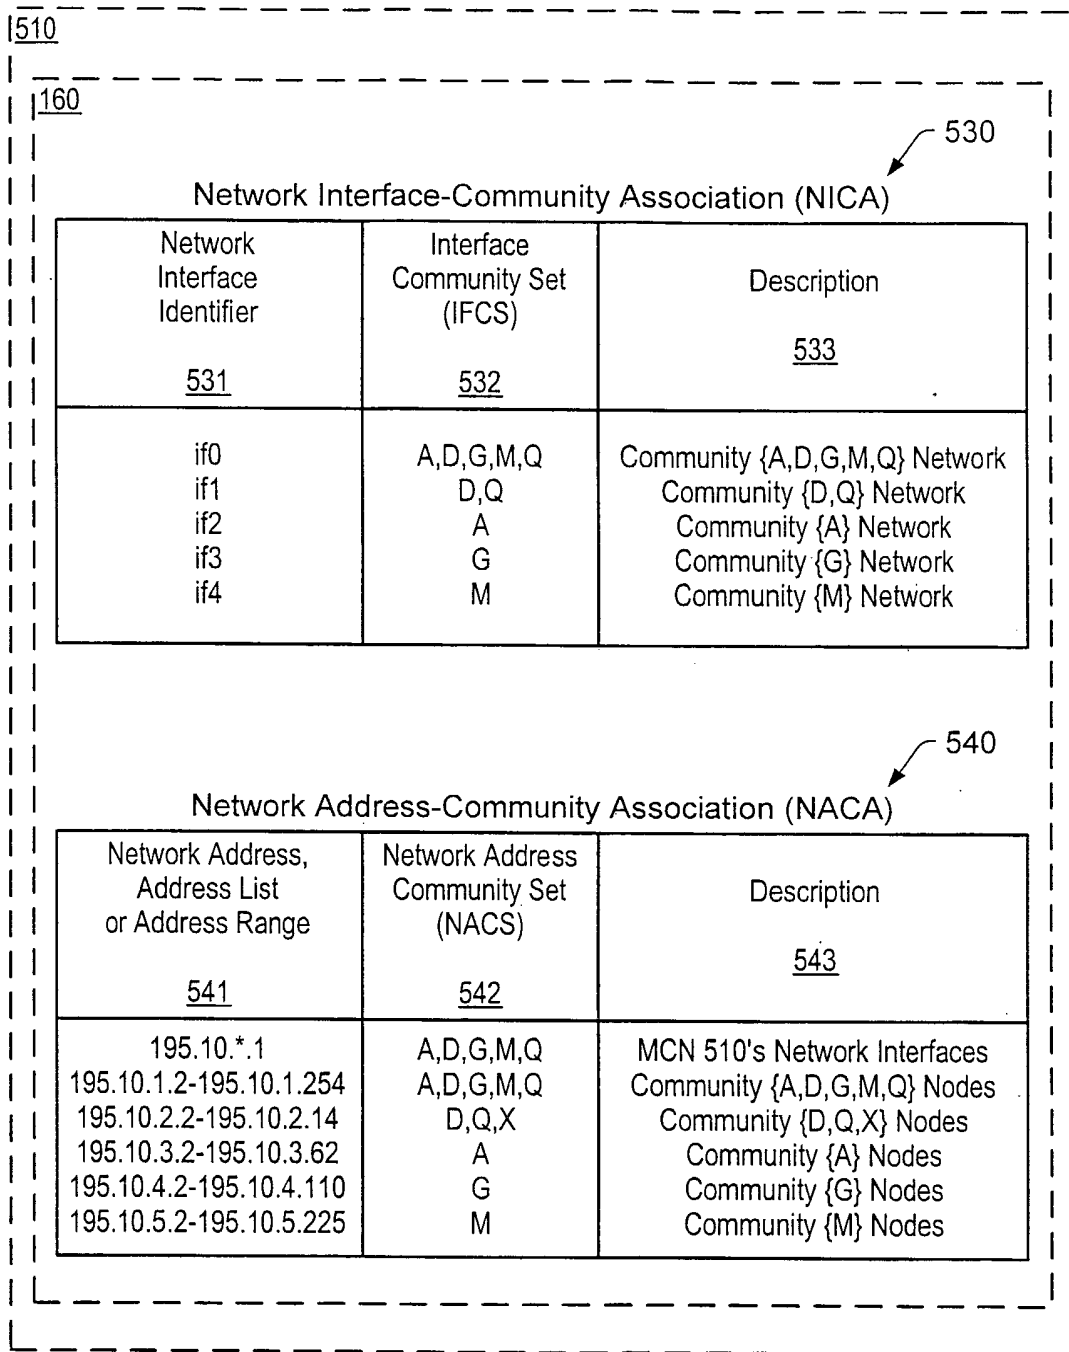 510
160
530
Network Interface-Community Association (NICA)
Network Interface Identifier 531
Interface Community Set (IFCS) 532
Description 533
if0 A,D,G,M,Q Community {A,D,G,M,Q} Network
if1 D,Q Community {D,Q} Network
if2 A Community {A} Network
if3 G Community {G} Network
if4 M Community {M} Network
540
Network Address-Community Association (NACA)
Network Address, Address List or Address Range 541
Network Address Community Set (NACS) 542
Description 543
195.10.*.1 A,D,G,M,Q MCN 510's Network Interfaces
195.10.1.2-195.10.1.254 A,D,G,M,Q Community {A,D,G,M,Q} Nodes
195.10.2.2-195.10.2.14 D,Q,X Community {D,Q,X} Nodes
195.10.3.2-195.10.3.62 A Community {A} Nodes
195.10.4.2-195.10.4.110 G Community {G} Nodes
195.10.5.2-195.10.5.225 M Community {M} Nodes